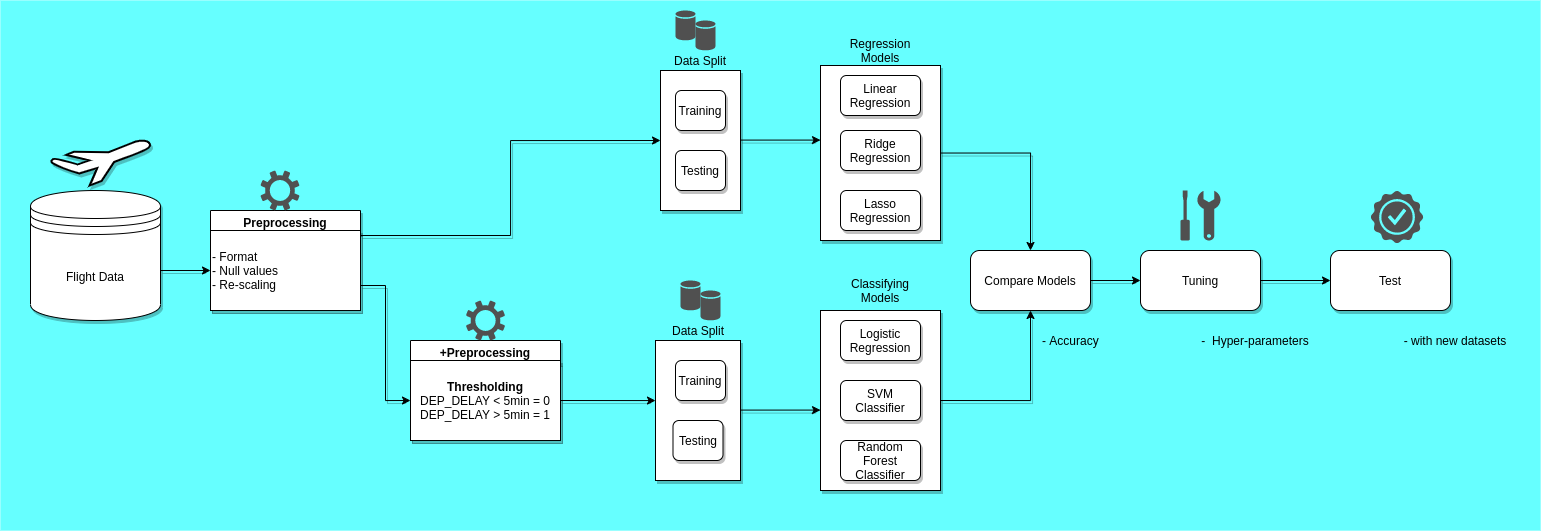 Flight Data
Preprocessing
- Format
- Null values
- Re-scaling
+Preprocessing
Thresholding
DEP_DELAY < 5min = 0
DEP_DELAY > 5min = 1
Data Split
Training
Testing
Regression
Models
Linear
Regression
Ridge
Regression
Lasso
Regression
Data Split
Training
Testing
Classifying
Models
Logistic
Regression
SVM
Classifier
Random
Forest
Classifier
Compare Models
- Accuracy
Tuning
- Hyper-parameters
Test
- with new datasets